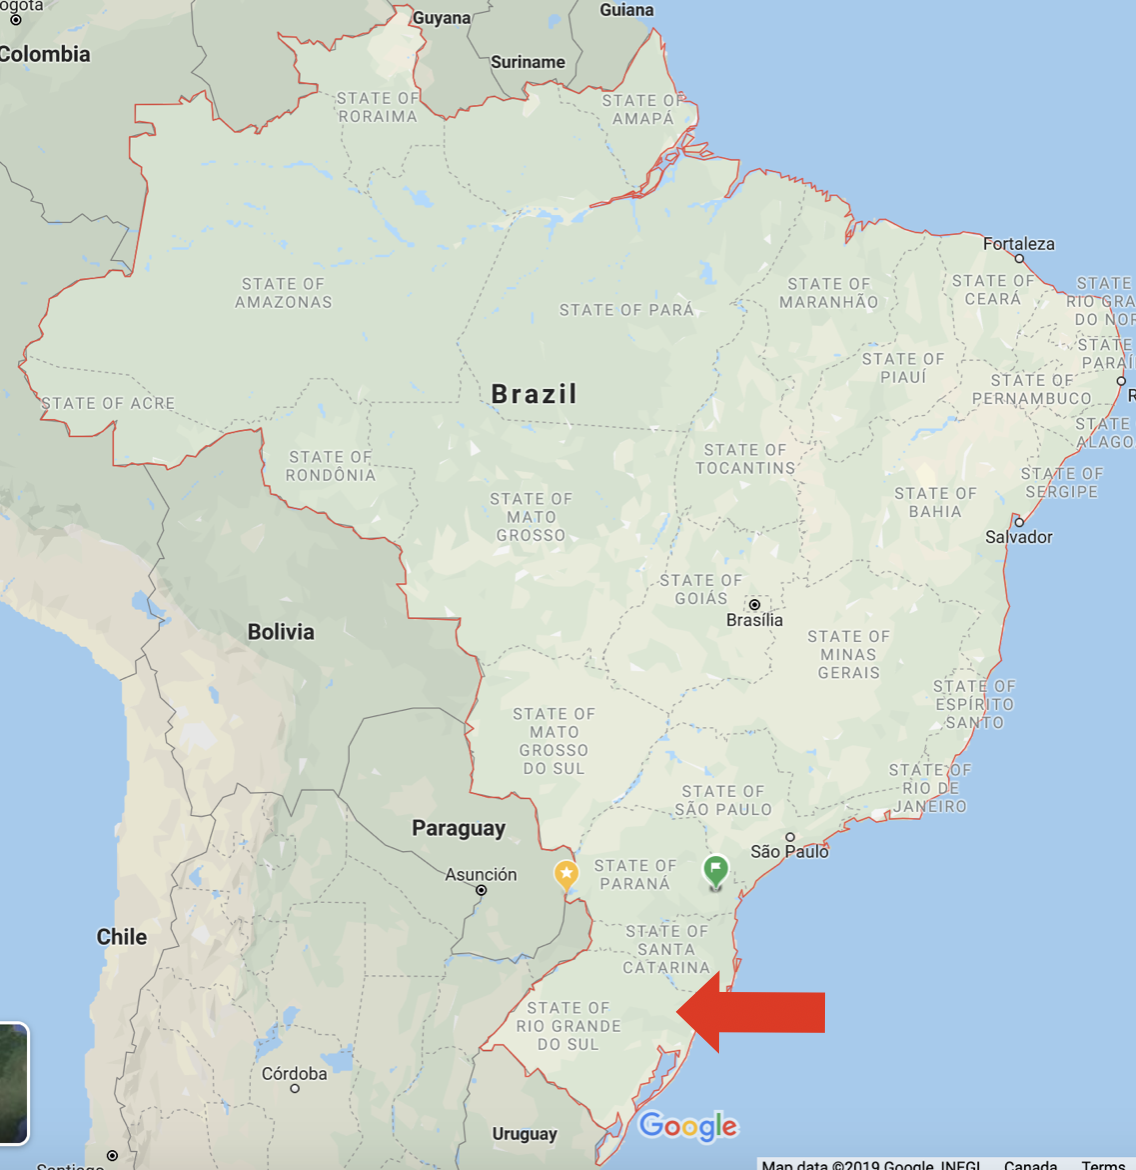 ogota
Guyana
Guiana
Colombia
Suriname
STATE OF
RORAIMA
STATE OF
AMAPÁ
Fortaleza
STATE OF
AMAZONAS
STATE OF PARÁ
STATE OF
MARANHÃO
STATE OF
CEARÁ
STATE
RIO GRA
DO NOR
STATE
PARAÍ
STATE OF
PIAUÍ
STATE OF
PERNAMBUCO
Brazil
R
STATE OF ACRE
STATE
ALAGO
STATE OF
RONDÔNIA
STATE OF
TOCANTINS
STATE OF
SERGIPE
STATE OF
MATO
GROSSO
STATE OF
BAHIA
Salvador
STATE OF
GOIÁS
Brasília
Bolivia
STATE OF
MINAS
GERAIS
STATE OF
ESPÍRITO
SANTO
STATE OF
MATO
GROSSO
DO SUL
STATE OF
RIO DE
JANEIRO
STATE OF
SÃO PAULO
Paraguay
São Paulo
Asunción
STATE OF
PARANÁ
Chile
STATE OF
SANTA
CATARINA
STATE OF
RIO GRANDE
DO SUL
Córdoba
Uruguay
Google
Santiago
Map data ©2019 Google, INEGI Canada Terms